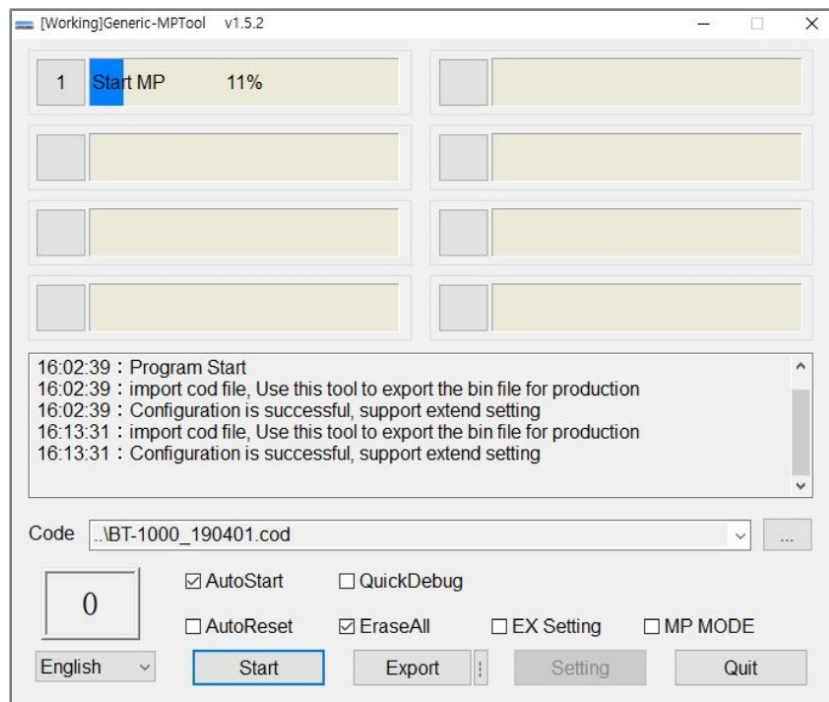 [Working]Generic-MPTool v1.5.2
1 Start MP 11%
16:02:39 : Program Start
16:02:39 : import cod file, Use this tool to export the bin file for production
16:02:39 : Configuration is successful, support extend setting
16:13:31 : import cod file, Use this tool to export the bin file for production
16:13:31 : Configuration is successful, support extend setting
Code ..\BT-1000_190401.cod ...
0
AutoStart QuickDebug
AutoReset EraseAll EX Setting MP MODE
English Start Export Setting Quit